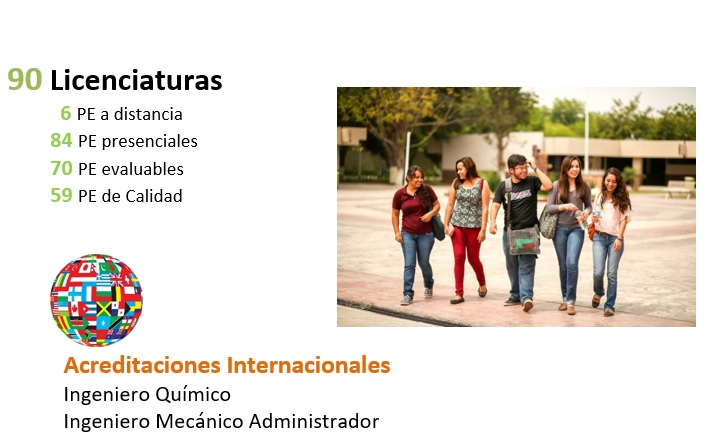 90 Licenciaturas
6 PE a distancia
84 PE presenciales
70 PE evaluables
59 PE de Calidad
Acreditaciones Internacionales
Ingeniero Químico
Ingeniero Mecánico Administrador